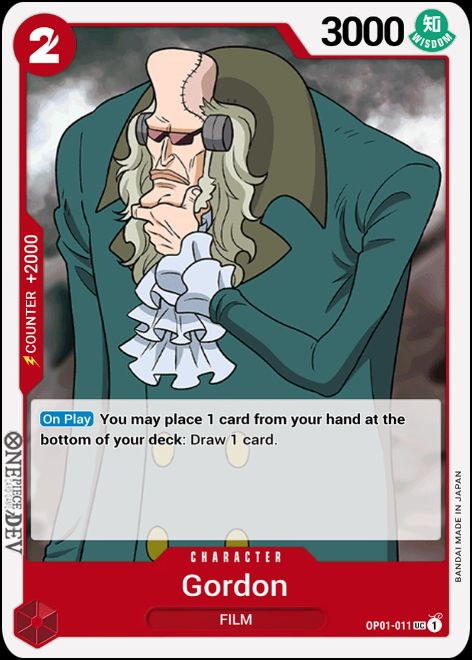 2
3000
知
WISDOM
COUNTER +2000
On Play You may place 1 card from your hand at the
bottom of your deck: Draw 1 card.
ONE PIECE
.DEV
BANDAI MADE IN JAPAN
CHARACTER
Gordon
FILM
OP01-011 UC 1